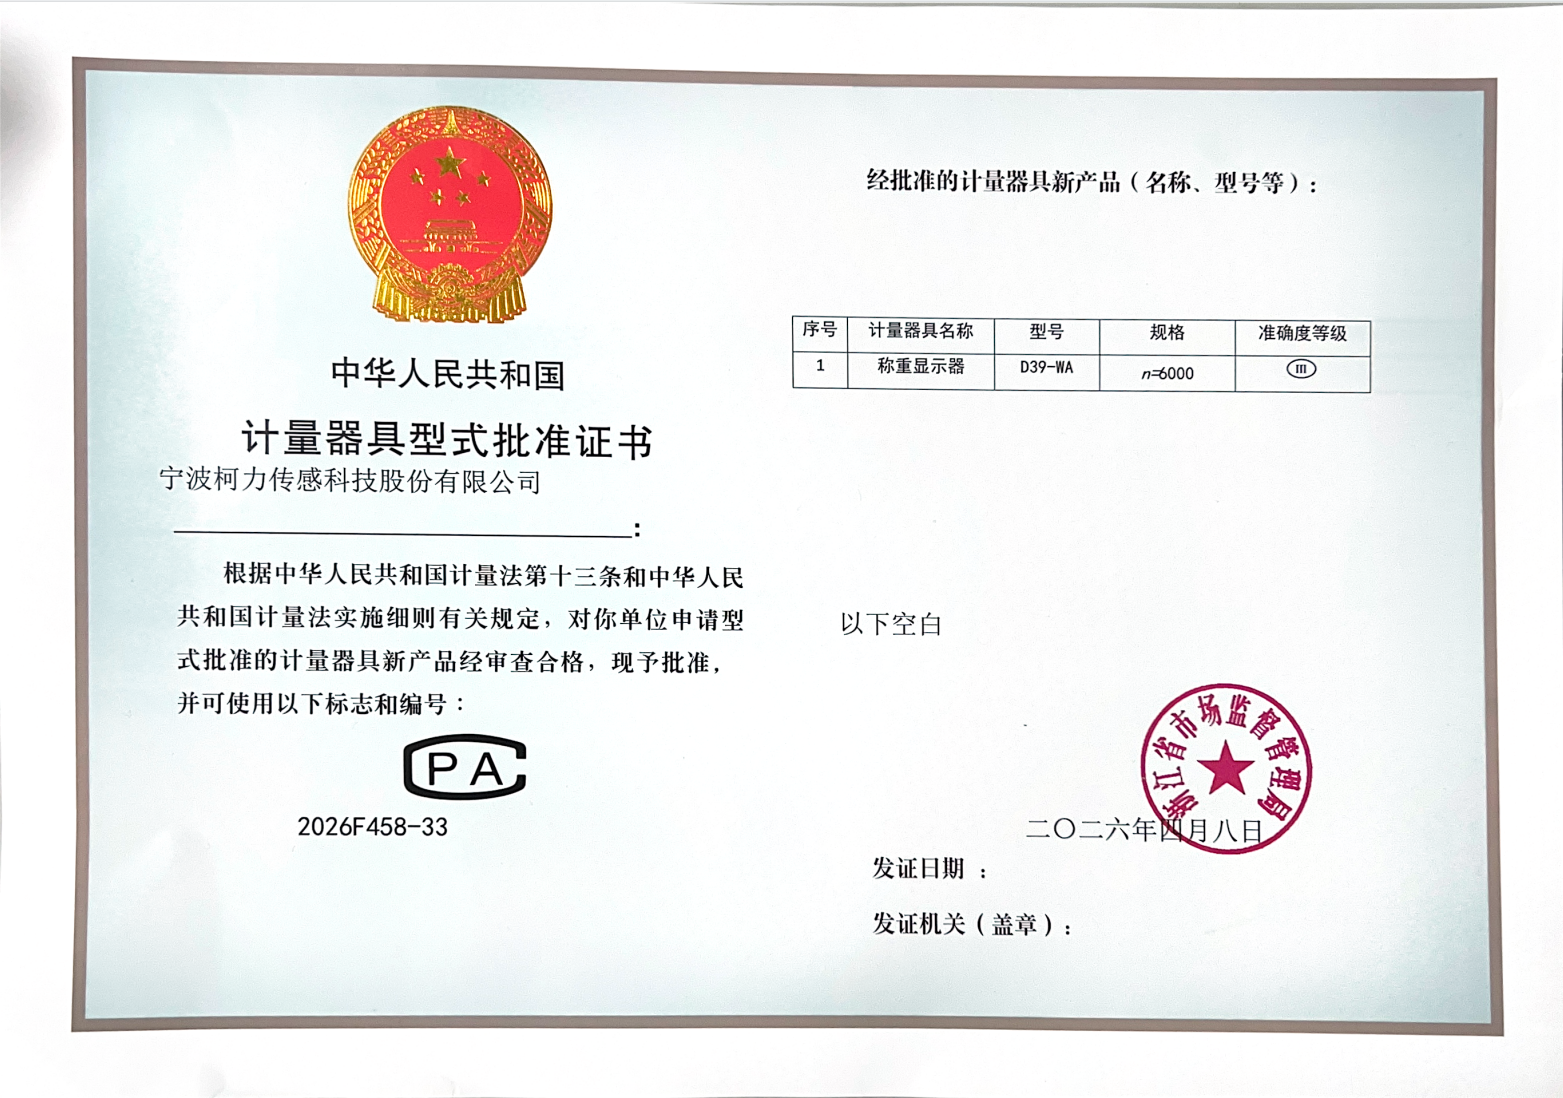 中华人民共和国
计量器具型式批准证书
宁波柯力传感科技股份有限公司
:
根据中华人民共和国计量法第十三条和中华人民
共和国计量法实施细则有关规定，对你单位申请型
式批准的计量器具新产品经审查合格，现予批准，
并可使用以下标志和编号：
CPA
2026F458-33
经批准的计量器具新产品（名称、型号等）：
序号 计量器具名称 型号 规格 准确度等级
1 称重显示器 D39-WA n=6000 Ⅲ
以下空白
浙江省市场监督管理局
二〇二六年四月八日
发证日期 ：
发证机关（盖章）：